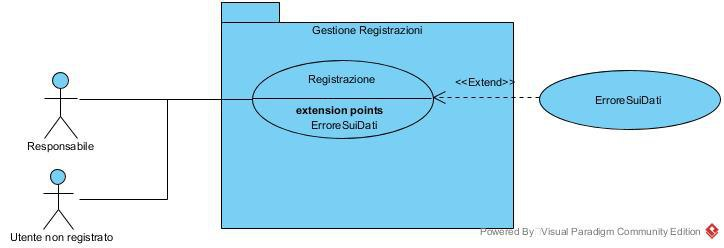 Gestione Registrazioni
Registrazione
extension points
ErroreSuiDati
<<Extend>>
ErroreSuiDati
Responsabile
Utente non registrato
Powered By Visual Paradigm Community Edition